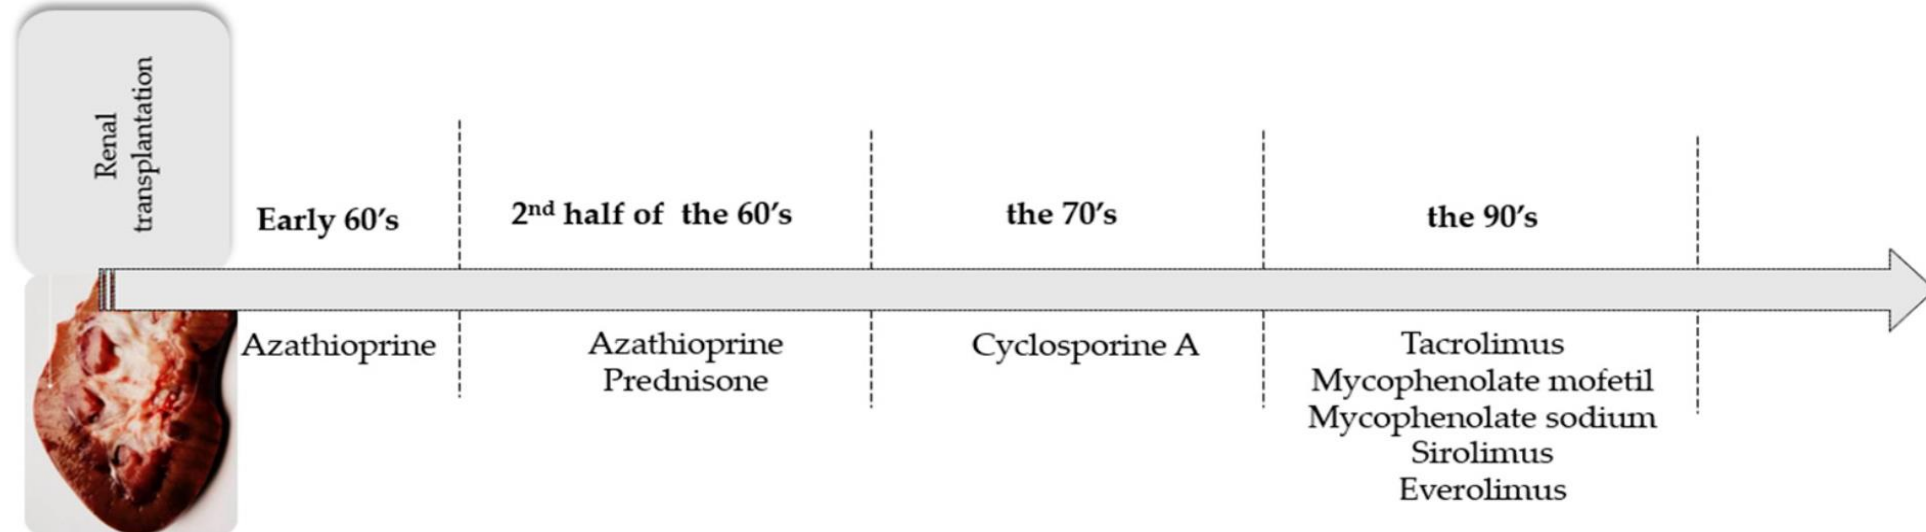 Renal
transplantation
Early 60’s
2nd half of the 60’s
the 70’s
the 90’s
Azathioprine
Azathioprine
Prednisone
Cyclosporine A
Tacrolimus
Mycophenolate mofetil
Mycophenolate sodium
Sirolimus
Everolimus